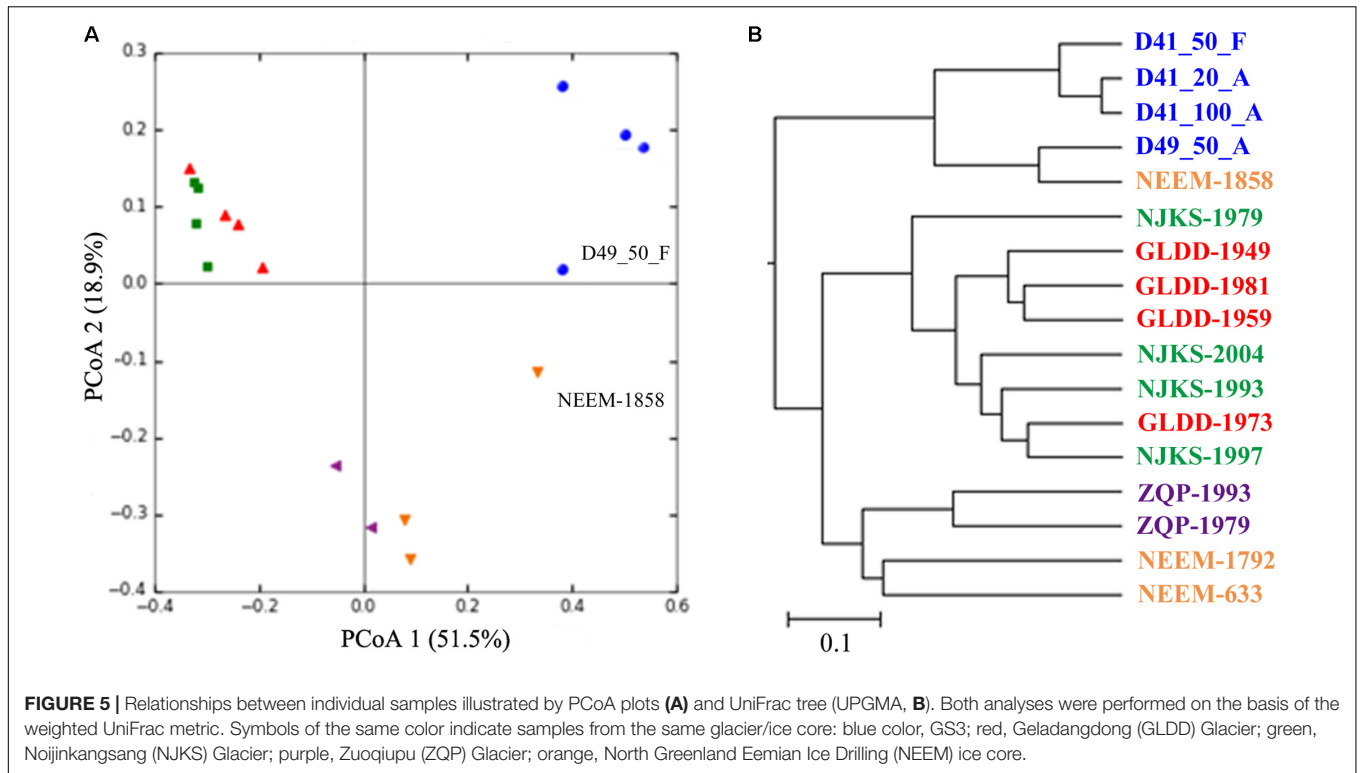 A
0.3
0.2
0.1
0.0
−0.1
−0.2
−0.3
−0.4
−0.4
−0.2
0.0
0.2
0.4
0.6
PCoA 2 (18.9%)
PCoA 1 (51.5%)
D49_50_F
NEEM-1858
B
D41_50_F
D41_20_A
D41_100_A
D49_50_A
NEEM-1858
NJKS-1979
GLDD-1949
GLDD-1981
GLDD-1959
NJKS-2004
NJKS-1993
GLDD-1973
NJKS-1997
ZQP-1993
ZQP-1979
NEEM-1792
NEEM-633
0.1
FIGURE 5 | Relationships between individual samples illustrated by PCoA plots (A) and UniFrac tree (UPGMA, B). Both analyses were performed on the basis of the
weighted UniFrac metric. Symbols of the same color indicate samples from the same glacier/ice core: blue color, GS3; red, Geladangdong (GLDD) Glacier; green,
Noijinkangsang (NJKS) Glacier; purple, Zuoqiupu (ZQP) Glacier; orange, North Greenland Eemian Ice Drilling (NEEM) ice core.